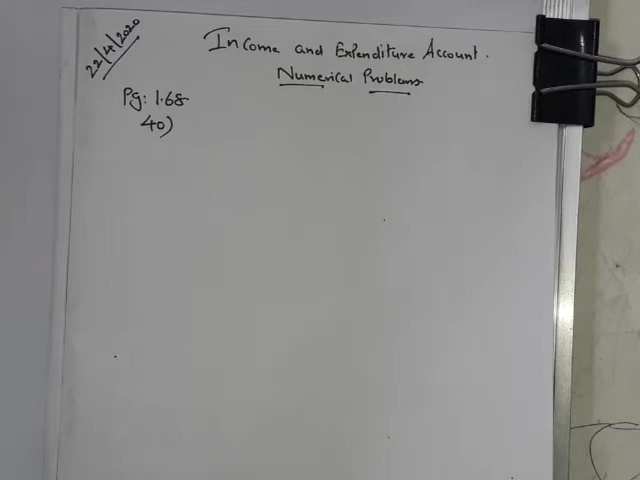 22/4/2020
Income and Expenditure Account.
Numerical Problems
Pg: 1.68
40)